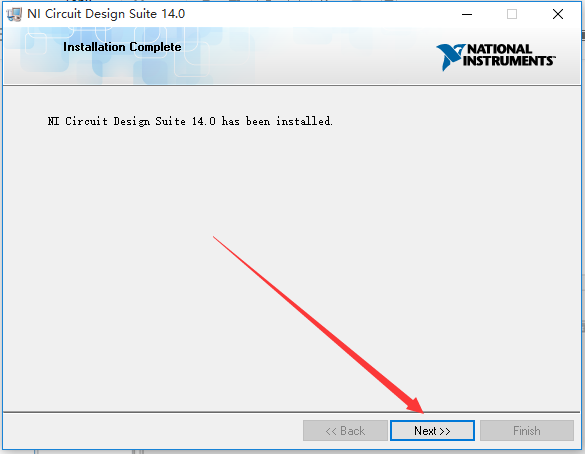 NI Circuit Design Suite 14.0
Installation Complete
NATIONAL
INSTRUMENTS
NI Circuit Design Suite 14.0 has been installed.
<< Back
Next >>
Finish